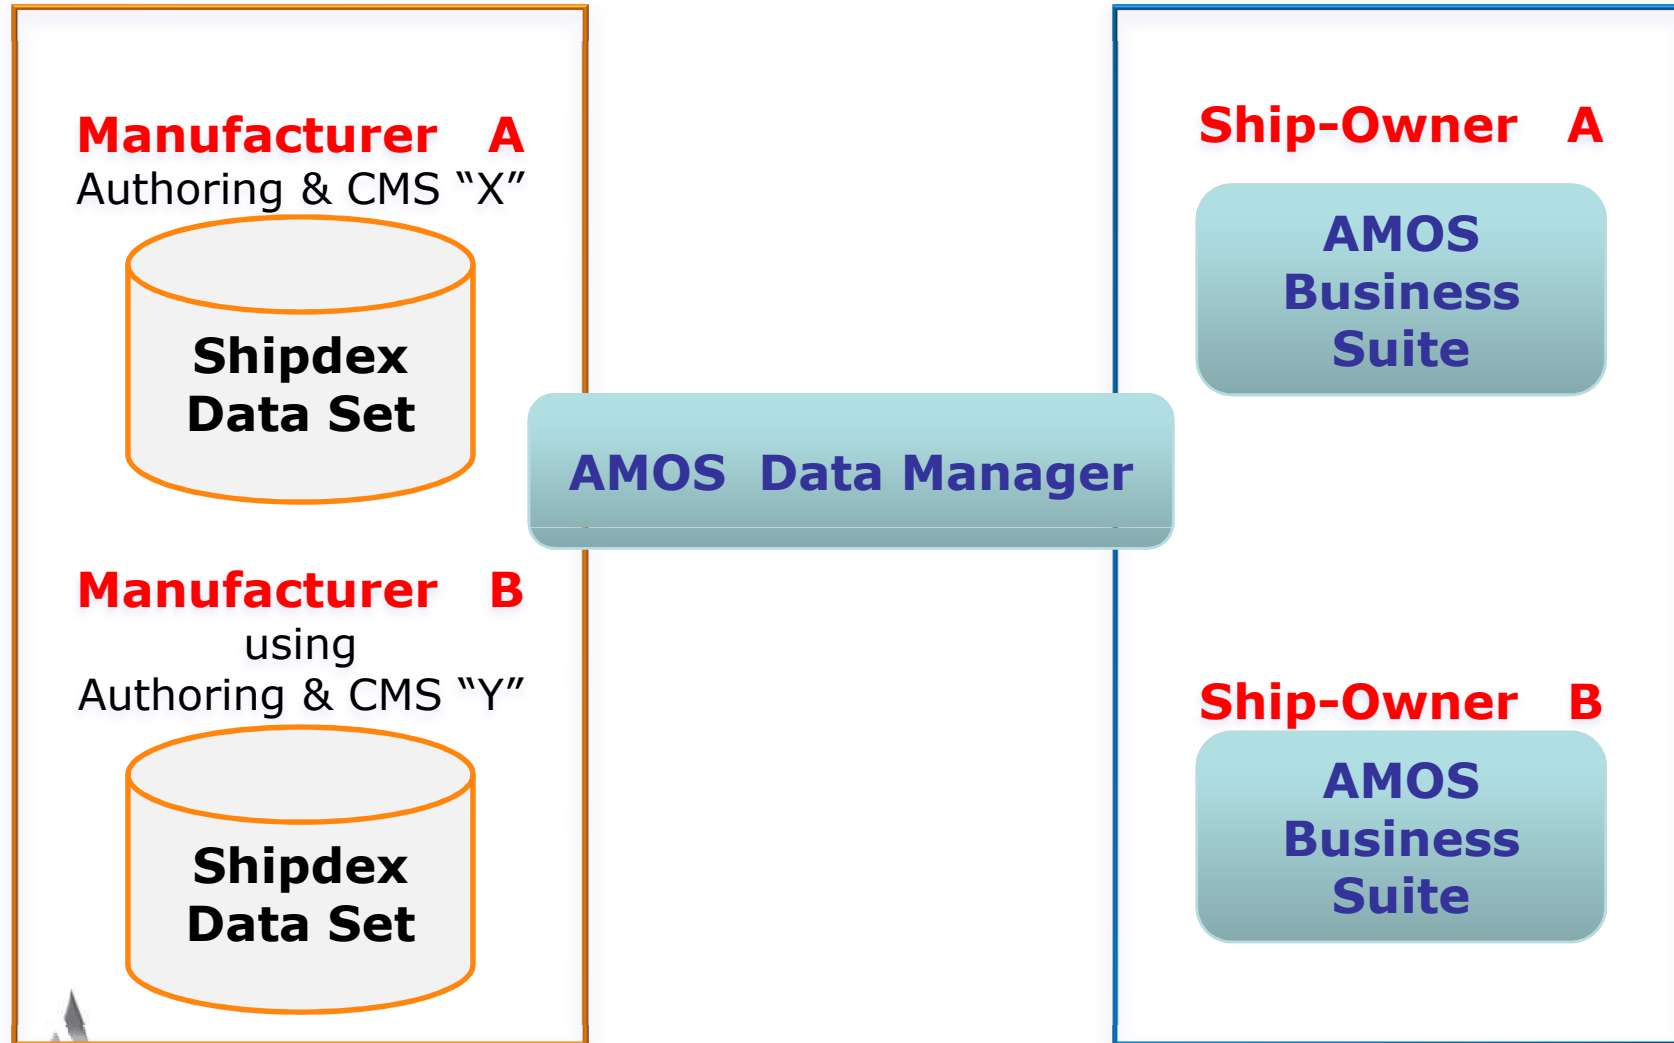 Manufacturer A
Authoring & CMS “X”
Shipdex
Data Set
Manufacturer B
using
Authoring & CMS “Y”
Shipdex
Data Set
AMOS Data Manager
Ship-Owner A
AMOS
Business
Suite
Ship-Owner B
AMOS
Business
Suite